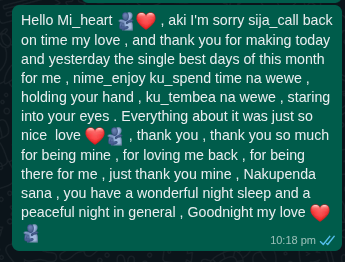 Hello Mi_heart 🫂❤️ , aki I'm sorry sija_call back
on time my love , and thank you for making today
and yesterday the single best days of this month
for me , nime_enjoy ku_spend time na wewe ,
holding your hand , ku_tembea na wewe , staring
into your eyes . Everything about it was just so
nice  love ❤️🫂 , thank you , thank you so much
for being mine , for loving me back , for being
there for me , just thank you mine , Nakupenda
sana , you have a wonderful night sleep and a
peaceful night in general , Goodnight my love ❤️
🫂
10:18 pm